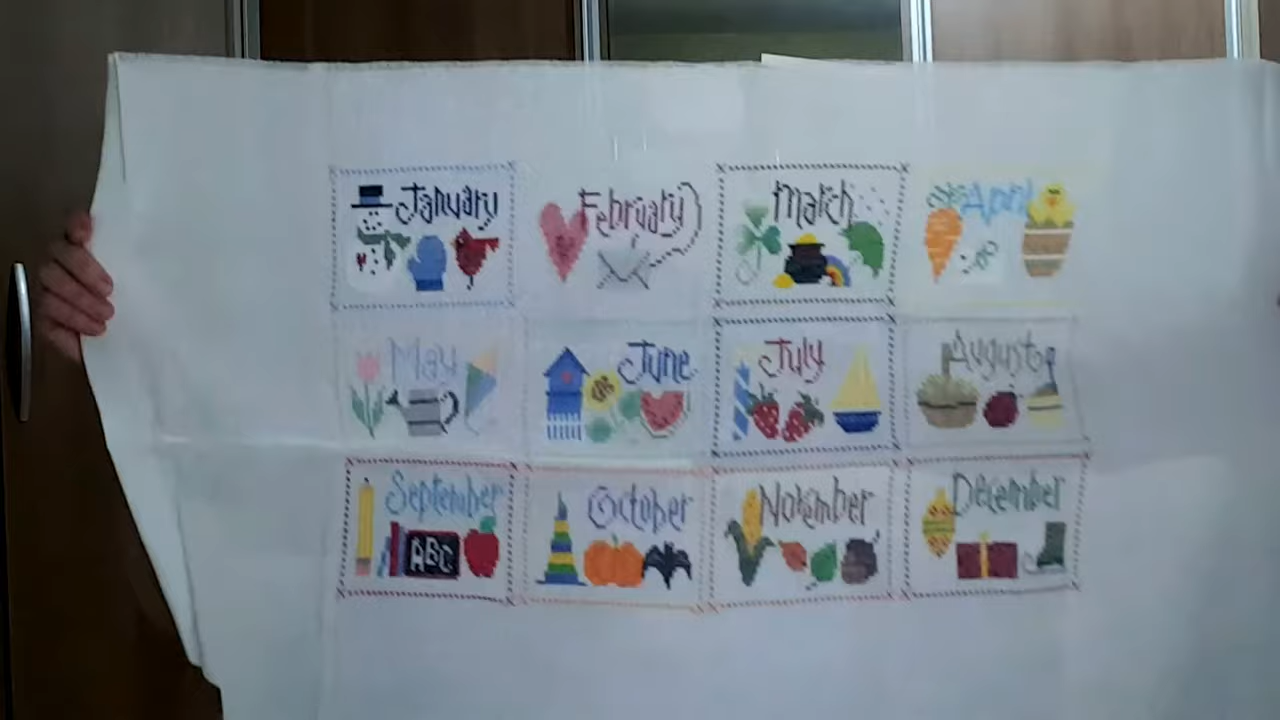 January
February
March
April
May
June
July
August
September
ABC
October
November
December